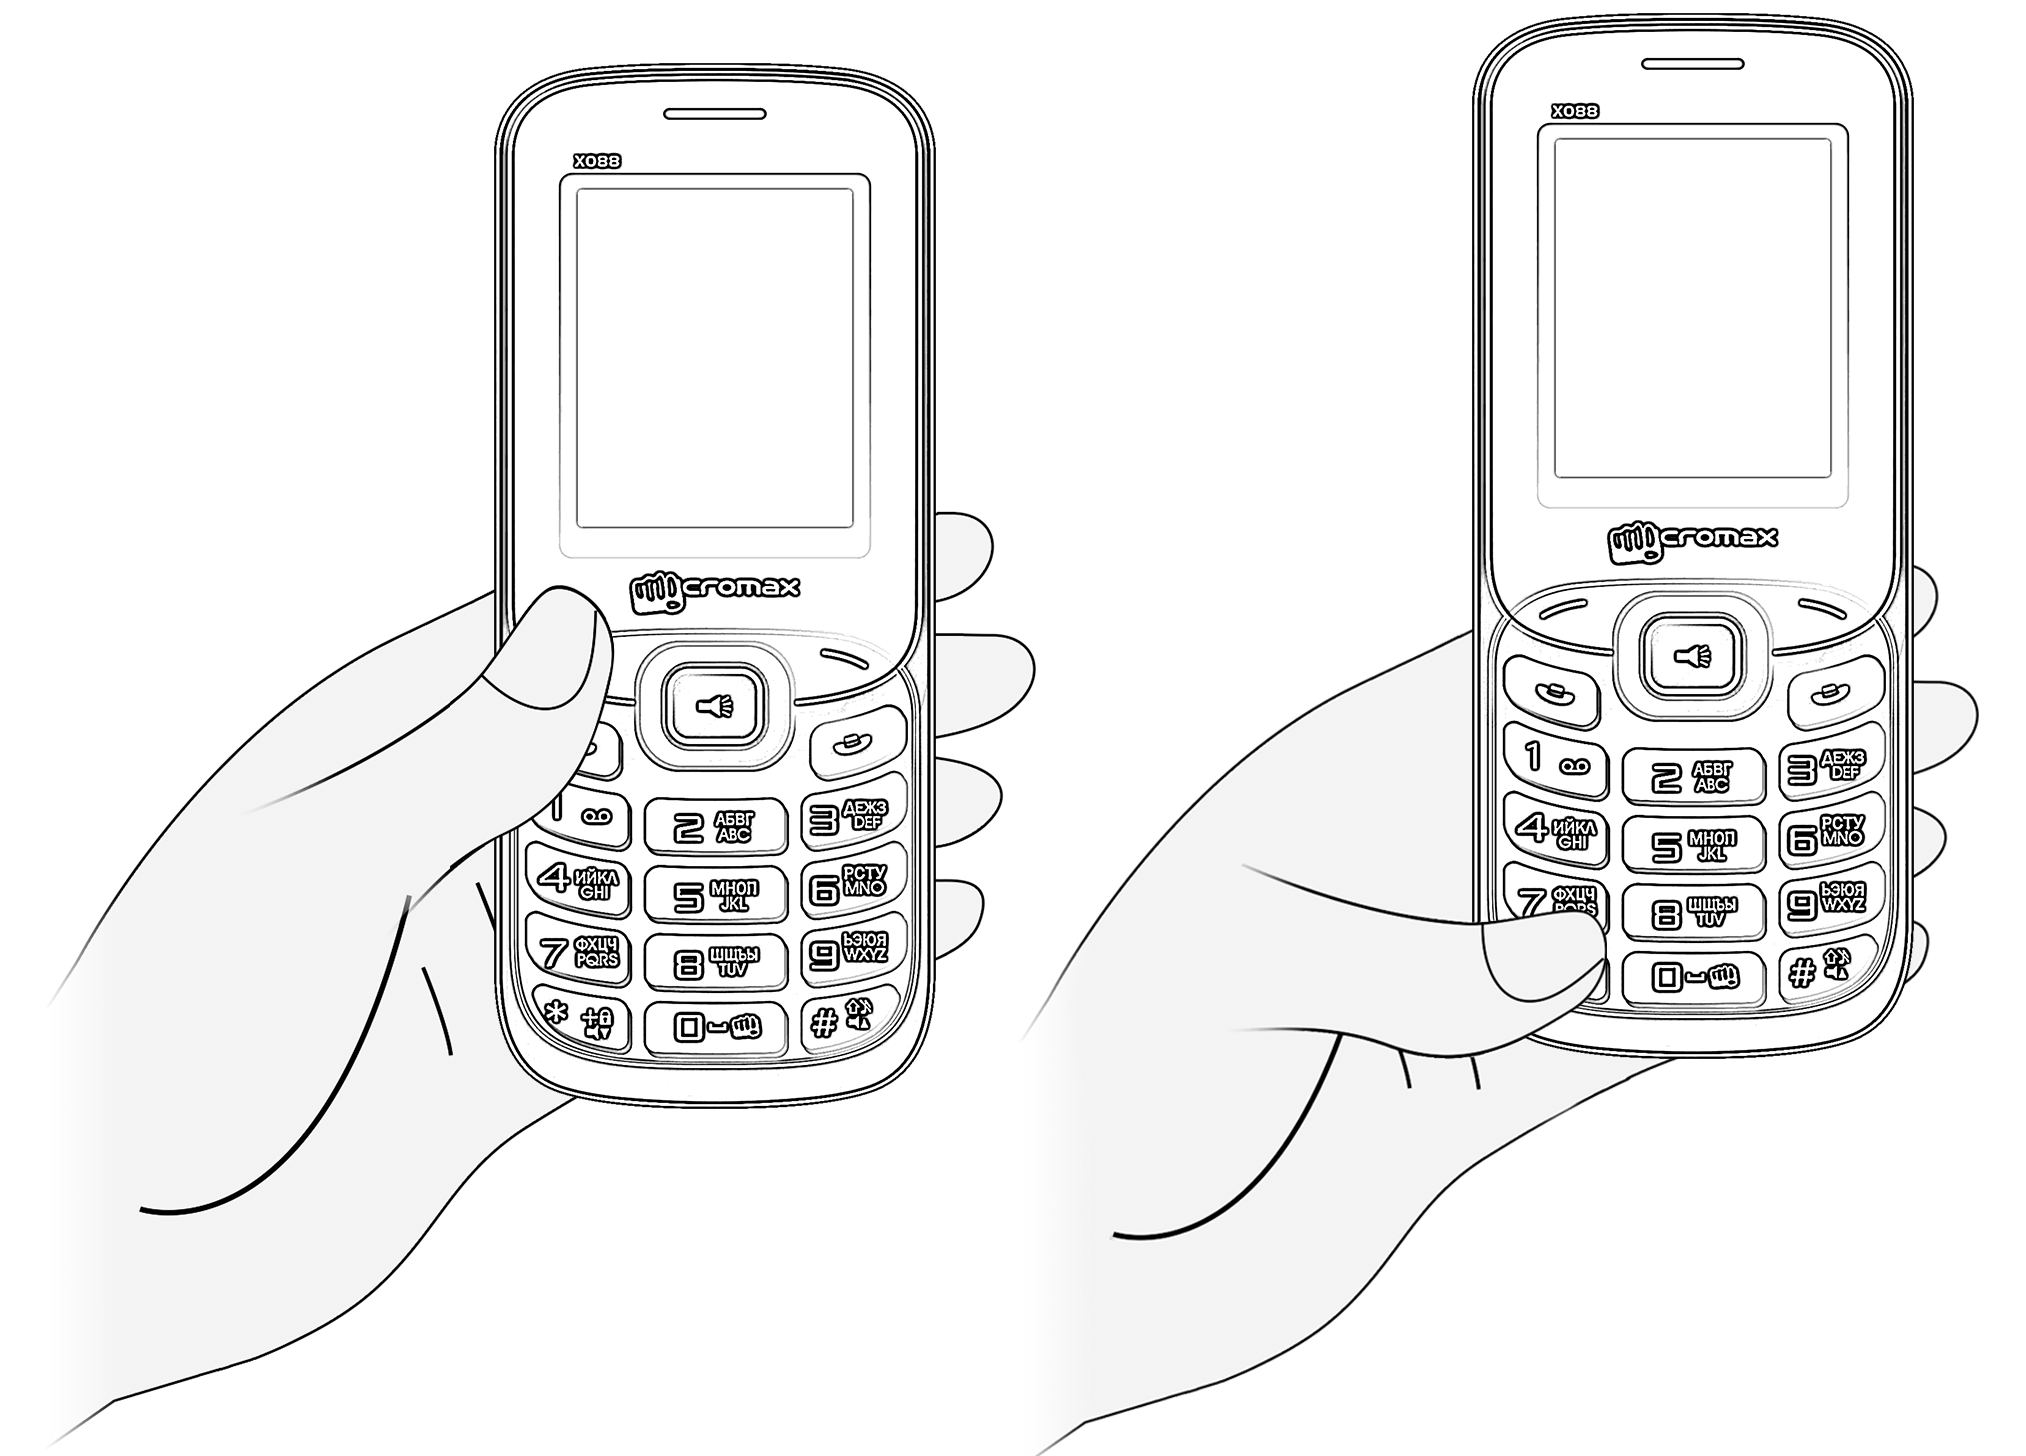 X088
cromax
1
2 АБВГ ABC
3 ДЕЖЗ DEF
4 ИЙКЛ GHI
5 МНОП JKL
6 РСТУ MNO
7 ФХЦЧ PQRS
8 ШЩЪЫ TUV
9 ЬЭЮЯ WXYZ
* +
0
#
X088
cromax
1
2 АБВГ ABC
3 ДЕЖЗ DEF
4 ИЙКЛ GHI
5 МНОП JKL
6 РСТУ MNO
7 ФХЦЧ PQRS
8 ШЩЪЫ TUV
9 ЬЭЮЯ WXYZ
0
#